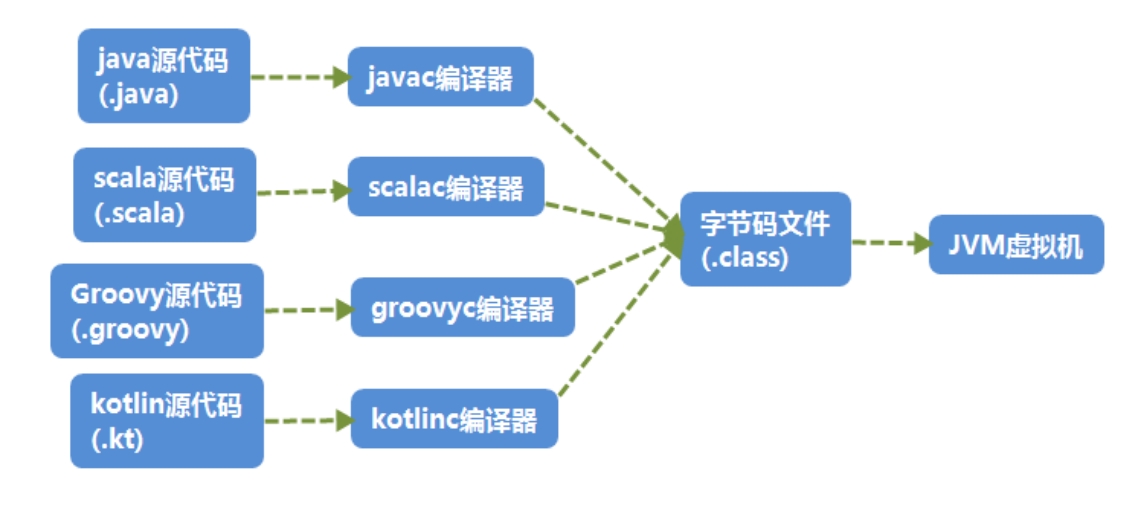 java源代码
(.java)
javac编译器
scala源代码
(.scala)
scalac编译器
Groovy源代码
(.groovy)
groovyc编译器
kotlin源代码
(.kt)
kotlinc编译器
字节码文件
(.class)
JVM虚拟机